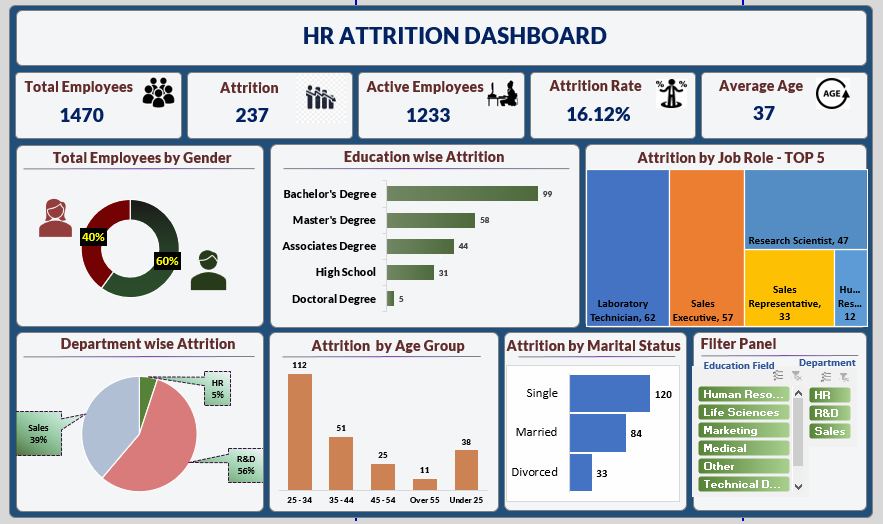 HR ATTRITION DASHBOARD
Total Employees
1470
Attrition
237
Active Employees
1233
Attrition Rate
16.12%
% %
Average Age
37
AGE
Total Employees by Gender
40%
60%
Education wise Attrition
Bachelor's Degree 99
Master's Degree 58
Associates Degree 44
High School 31
Doctoral Degree 5
Attrition by Job Role - TOP 5
Laboratory
Technician, 62
Sales
Executive, 57
Research Scientist, 47
Sales
Representative,
33
Hu...
Res...
12
Department wise Attrition
HR
5%
Sales
39%
R&D
56%
Attrition by Age Group
112
51
25
11
38
25 - 34 35 - 44 45 - 54 Over 55 Under 25
Attrition by Marital Status
Single 120
Married 84
Divorced 33
Filter Panel
Education Field
Human Reso...
Life Sciences
Marketing
Medical
Other
Technical D...
Department
HR
R&D
Sales